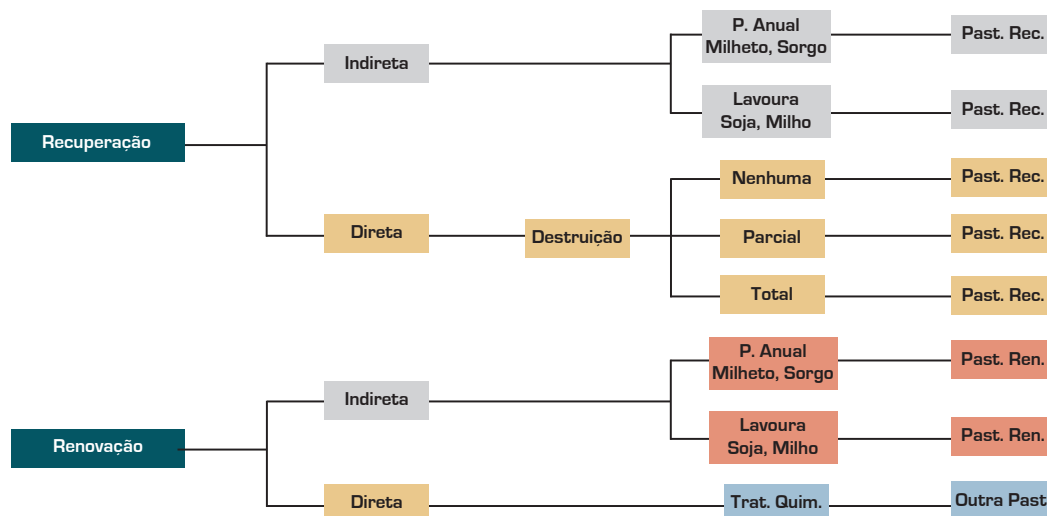 P. Anual
Milheto, Sorgo
Past. Rec.
Indireta
Lavoura
Soja, Milho
Past. Rec.
Recuperação
Nenhuma
Past. Rec.
Direta
Destruição
Parcial
Past. Rec.
Total
Past. Rec.
P. Anual
Milheto, Sorgo
Past. Ren.
Indireta
Lavoura
Soja, Milho
Past. Ren.
Renovação
Direta
Trat. Quim.
Outra Past